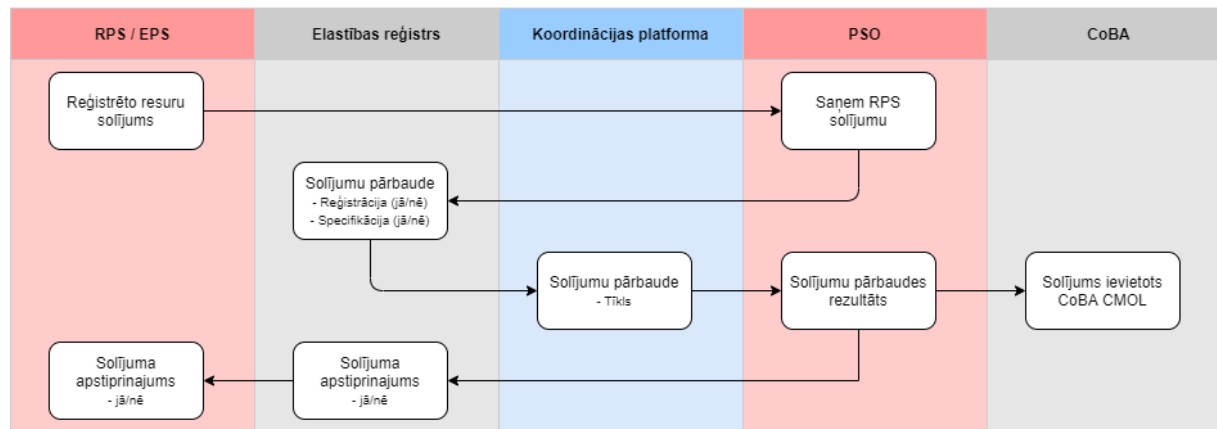 RPS / EPS
Elastības reģistrs
Koordinācijas platforma
PSO
CoBA
Reģistrēto resuru
solījums
Saņem RPS
solījumu
Solījumu pārbaude
- Reģistrācija (jā/nē)
- Specifikācija (jā/nē)
Solījumu pārbaude
- Tīkls
Solījumu pārbaudes
rezultāts
Solījums ievietots
CoBA CMOL
Solījuma
apstiprinajums
- jā/nē
Solījuma
apstiprinajums
- jā/nē